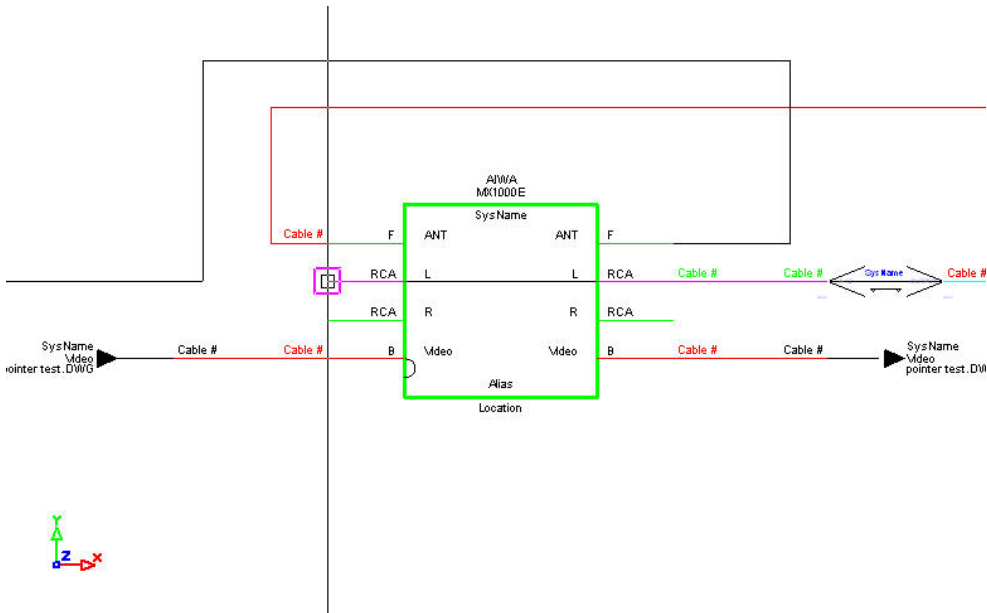 AIWA
MX1000E
SysName
Cable #
F
ANT
ANT
F
RCA
L
L
RCA
Cable #
Cable #
SysName
Cable #
RCA
R
R
RCA
SysName
Video
pointer test.DWG
Cable #
Cable #
B
Video
Video
B
Cable #
Cable #
SysName
Video
pointer test.DW
Alias
Location
Y
Z
X